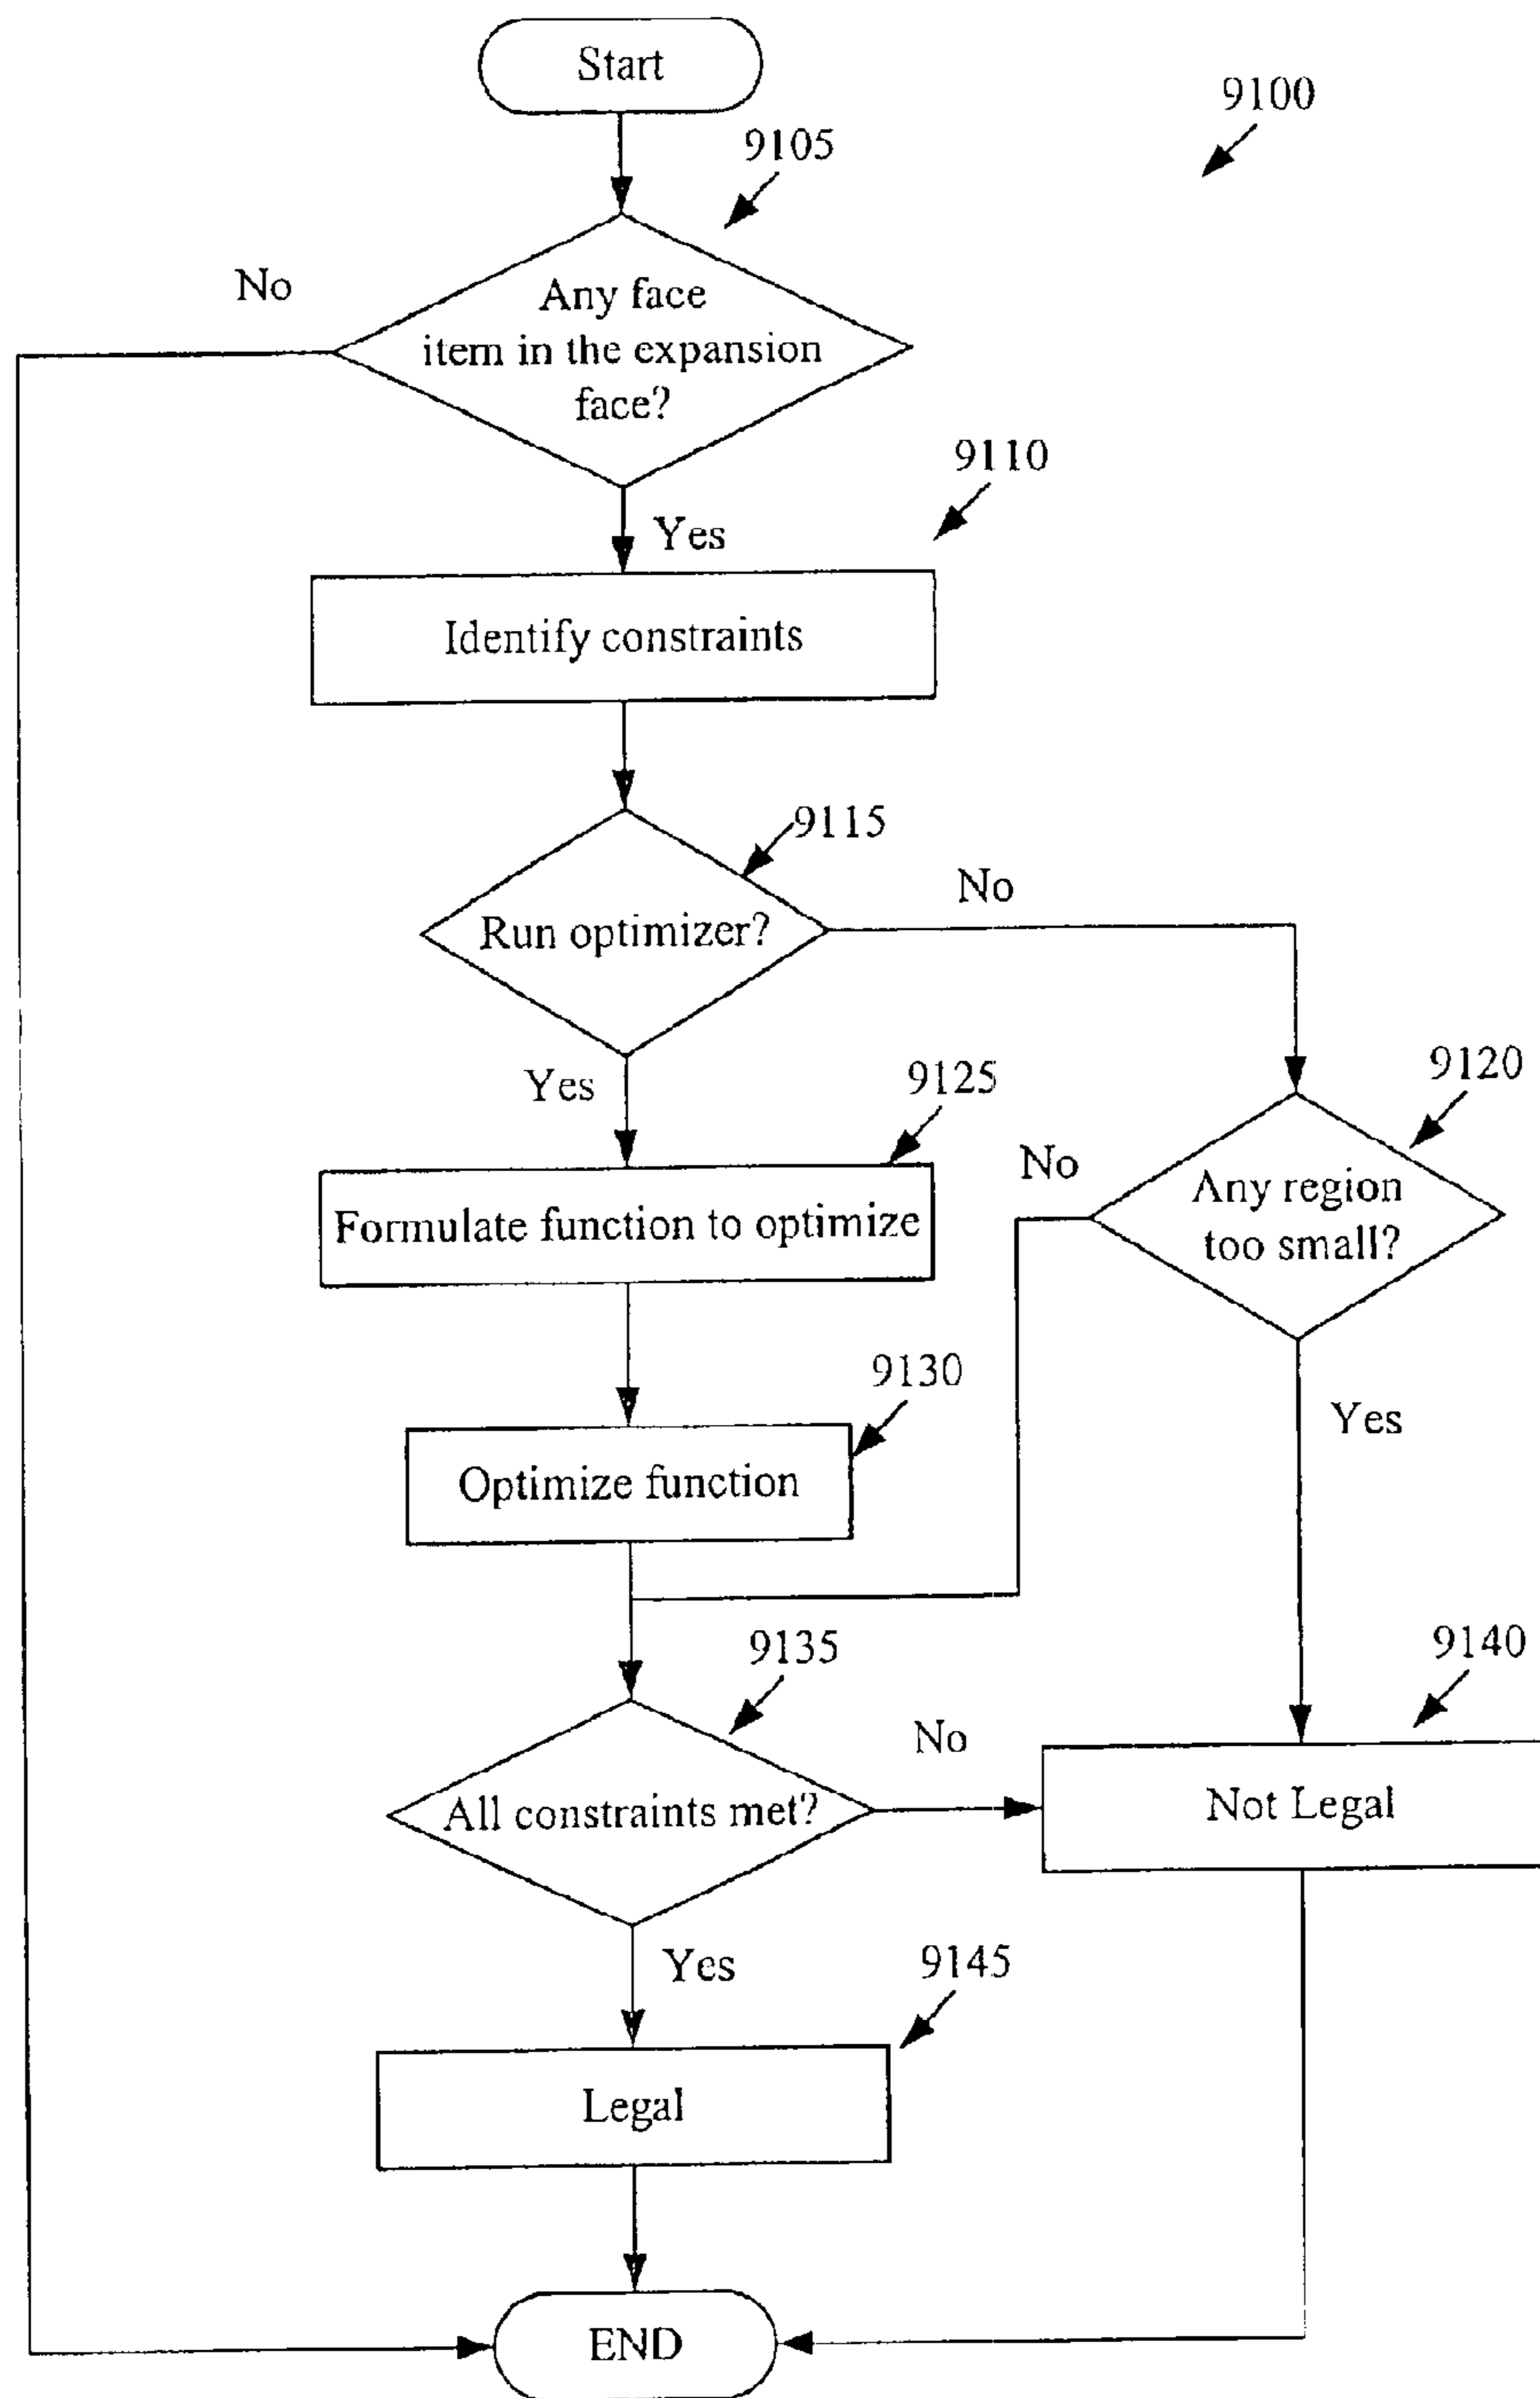 Start
9100
9105
No
Any face
item in the expansion
face?
9110
Yes
Identify constraints
9115
No
Run optimizer?
Yes
9125
9120
No
Any region
too small?
Formulate function to optimize
9130
Yes
Optimize function
9135
9140
No
All constraints met?
Not Legal
Yes
9145
Legal
END